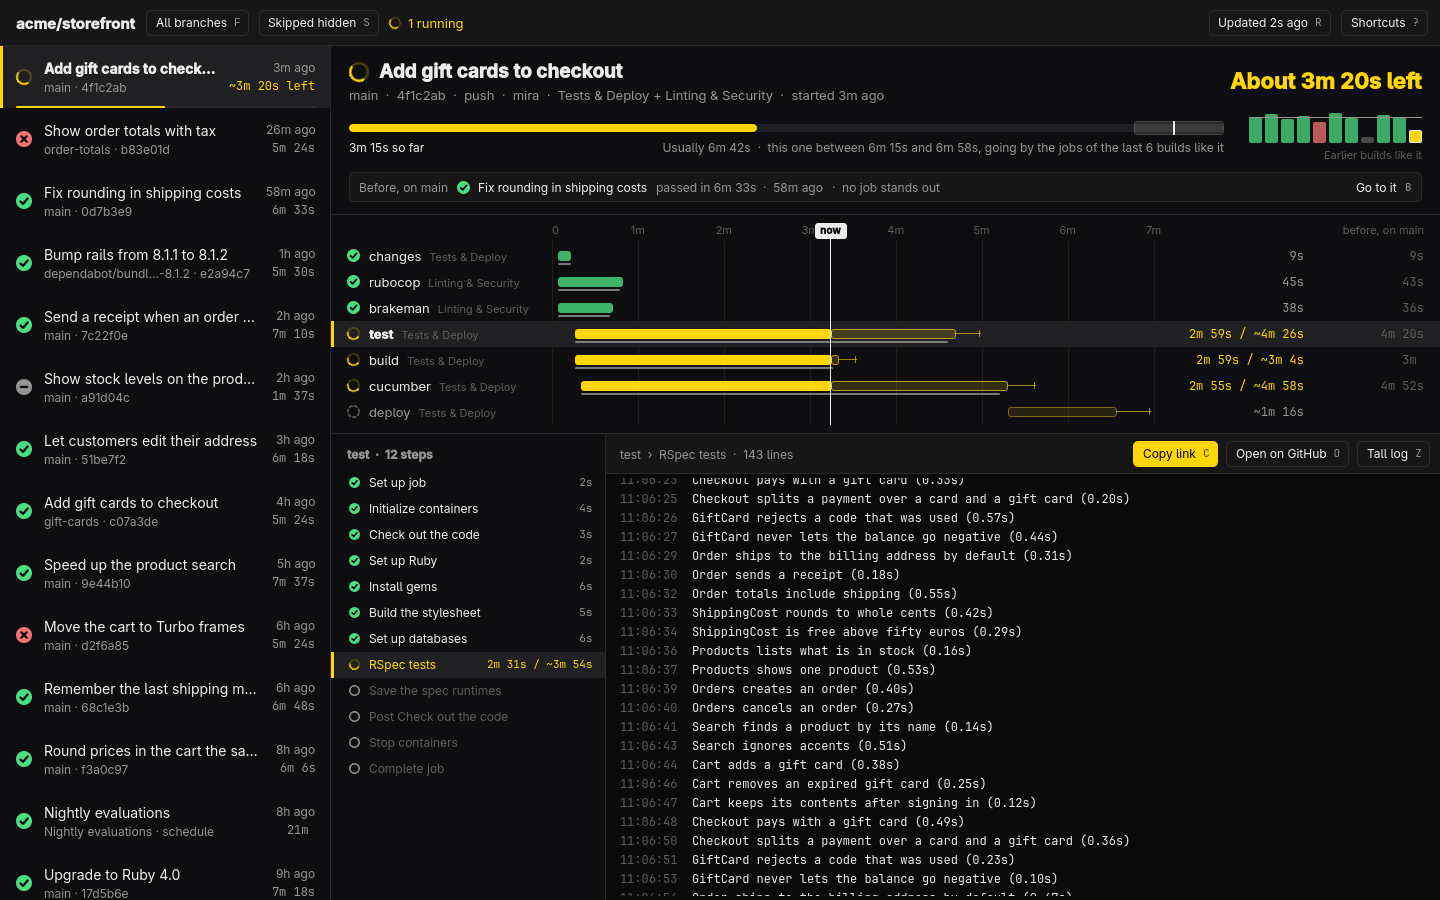 acme/storefront All branches F Skipped hidden S 1 running Updated 2s ago R Shortcuts ?
Add gift cards to check... 3m ago
main · 4f1c2ab ~3m 20s left
Show order totals with tax 26m ago
order-totals · b83e01d 5m 24s
Fix rounding in shipping costs 58m ago
main · 0d7b3e9 6m 33s
Bump rails from 8.1.1 to 8.1.2 1h ago
dependabot/bundl...-8.1.2 · e2a94c7 5m 30s
Send a receipt when an order ... 2h ago
main · 7c22f0e 7m 10s
Show stock levels on the prod... 2h ago
main · a91d04c 1m 37s
Let customers edit their address 3h ago
main · 51be7f2 6m 18s
Add gift cards to checkout 4h ago
gift-cards · c07a3de 5m 24s
Speed up the product search 5h ago
main · 9e44b10 7m 37s
Move the cart to Turbo frames 6h ago
main · d2f6a85 5m 24s
Remember the last shipping m... 6h ago
main · 68c1e3b 6m 48s
Round prices in the cart the sa... 8h ago
main · f3a0c97 6m 6s
Nightly evaluations 8h ago
Nightly evaluations · schedule 21m
Upgrade to Ruby 4.0 9h ago
main · 17d5b6e 7m 18s
Add gift cards to checkout
main · 4f1c2ab · push · mira · Tests & Deploy + Linting & Security · started 3m ago
About 3m 20s left
3m 15s so far Usually 6m 42s · this one between 6m 15s and 6m 58s, going by the jobs of the last 6 builds like it
Earlier builds like it
Before, on main Fix rounding in shipping costs passed in 6m 33s · 58m ago · no job stands out Go to it B
0 1m 2m 3m now 4m 5m 6m 7m before, on main
changes Tests & Deploy 9s 9s
rubocop Linting & Security 45s 43s
brakeman Linting & Security 38s 36s
test Tests & Deploy 2m 59s / ~4m 26s 4m 20s
build Tests & Deploy 2m 59s / ~3m 4s 3m
cucumber Tests & Deploy 2m 55s / ~4m 58s 4m 52s
deploy Tests & Deploy ~1m 16s
test · 12 steps
Set up job 2s
Initialize containers 4s
Check out the code 3s
Set up Ruby 2s
Install gems 6s
Build the stylesheet 5s
Set up databases 6s
RSpec tests 2m 31s / ~3m 54s
Save the spec runtimes
Post Check out the code
Stop containers
Complete job
test › RSpec tests · 143 lines Copy link C Open on GitHub O Tall log Z
11:06:23 Checkout pays with a gift card (0.33s)
11:06:25 Checkout splits a payment over a card and a gift card (0.20s)
11:06:26 GiftCard rejects a code that was used (0.57s)
11:06:27 GiftCard never lets the balance go negative (0.44s)
11:06:29 Order ships to the billing address by default (0.31s)
11:06:30 Order sends a receipt (0.18s)
11:06:32 Order totals include shipping (0.55s)
11:06:33 ShippingCost rounds to whole cents (0.42s)
11:06:34 ShippingCost is free above fifty euros (0.29s)
11:06:36 Products lists what is in stock (0.16s)
11:06:37 Products shows one product (0.53s)
11:06:39 Orders creates an order (0.40s)
11:06:40 Orders cancels an order (0.27s)
11:06:41 Search finds a product by its name (0.14s)
11:06:43 Search ignores accents (0.51s)
11:06:44 Cart adds a gift card (0.38s)
11:06:46 Cart removes an expired gift card (0.25s)
11:06:47 Cart keeps its contents after signing in (0.12s)
11:06:48 Checkout pays with a gift card (0.49s)
11:06:50 Checkout splits a payment over a card and a gift card (0.36s)
11:06:51 GiftCard rejects a code that was used (0.23s)
11:06:53 GiftCard never lets the balance go negative (0.10s)
Order ships to the billing address by default